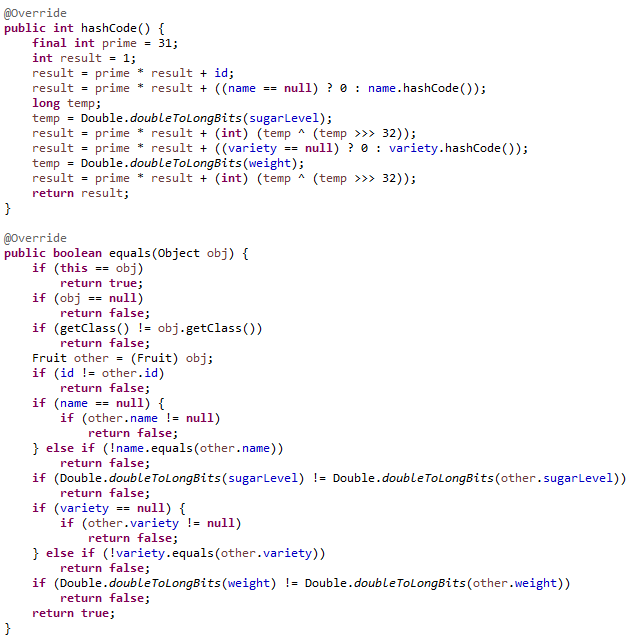 @Override
public int hashCode() {
    final int prime = 31;
    int result = 1;
    result = prime * result + id;
    result = prime * result + ((name == null) ? 0 : name.hashCode());
    long temp;
    temp = Double.doubleToLongBits(sugarLevel);
    result = prime * result + (int) (temp ^ (temp >>> 32));
    result = prime * result + ((variety == null) ? 0 : variety.hashCode());
    temp = Double.doubleToLongBits(weight);
    result = prime * result + (int) (temp ^ (temp >>> 32));
    return result;
}

@Override
public boolean equals(Object obj) {
    if (this == obj)
        return true;
    if (obj == null)
        return false;
    if (getClass() != obj.getClass())
        return false;
    Fruit other = (Fruit) obj;
    if (id != other.id)
        return false;
    if (name == null) {
        if (other.name != null)
            return false;
    } else if (!name.equals(other.name))
        return false;
    if (Double.doubleToLongBits(sugarLevel) != Double.doubleToLongBits(other.sugarLevel))
        return false;
    if (variety == null) {
        if (other.variety != null)
            return false;
    } else if (!variety.equals(other.variety))
        return false;
    if (Double.doubleToLongBits(weight) != Double.doubleToLongBits(other.weight))
        return false;
    return true;
}